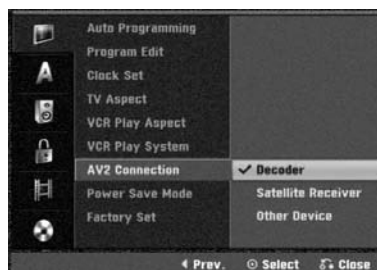 Auto Programming
Program Edit
A
Clock Set
TV Aspect
VCR Play Aspect
VCR Play System
AV2 Connection
✓ Decoder
Power Save Mode
Satellite Receiver
Factory Set
Other Device
◀ Prev. ⊙ Select Close